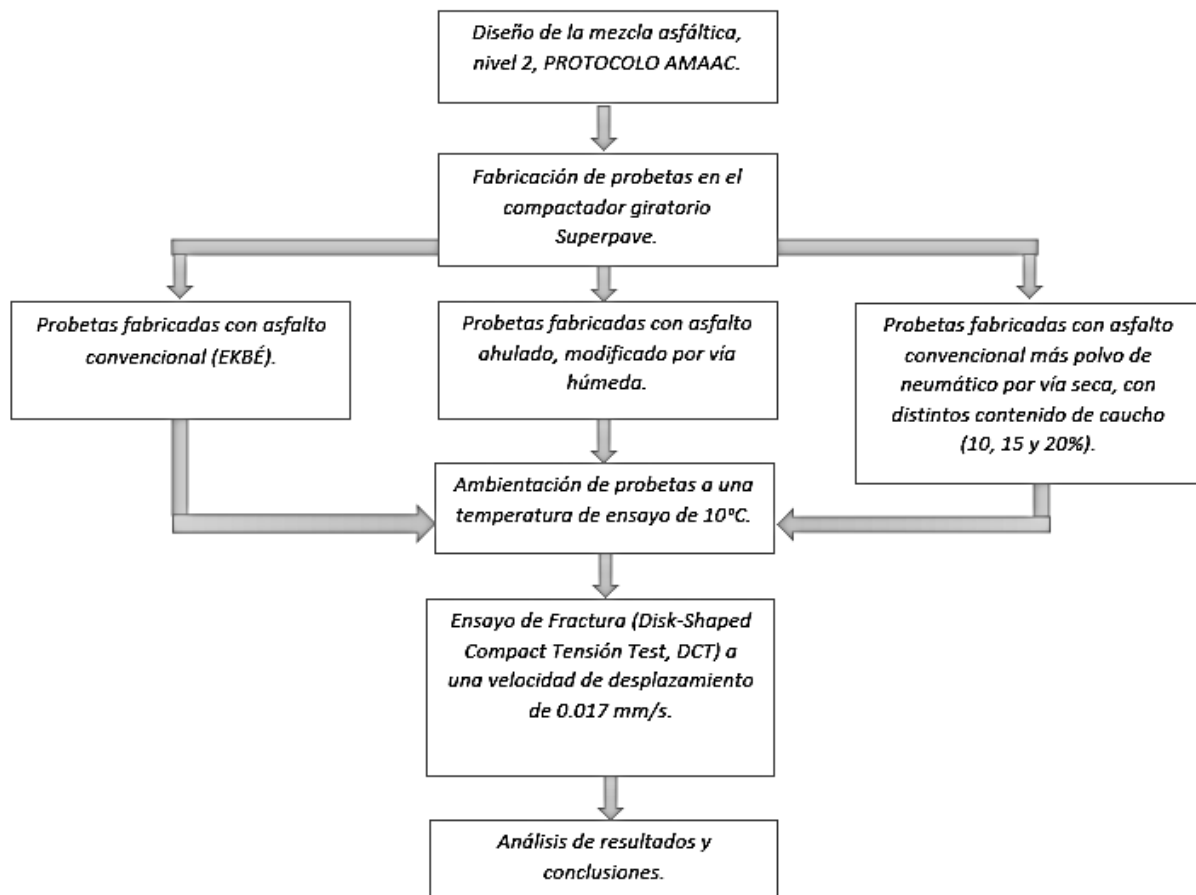 Diseño de la mezcla asfáltica,
nivel 2, PROTOCOLO AMAAC.
Fabricación de probetas en el
compactador giratorio
Superpave.
Probetas fabricadas con asfalto
convencional (EKBÉ).
Probetas fabricadas con asfalto
ahulado, modificado por vía
húmeda.
Probetas fabricadas con asfalto
convencional más polvo de
neumático por vía seca, con
distintos contenido de caucho
(10, 15 y 20%).
Ambientación de probetas a una
temperatura de ensayo de 10°C.
Ensayo de Fractura (Disk-Shaped
Compact Tensión Test, DCT) a
una velocidad de desplazamiento
de 0.017 mm/s.
Análisis de resultados y
conclusiones.